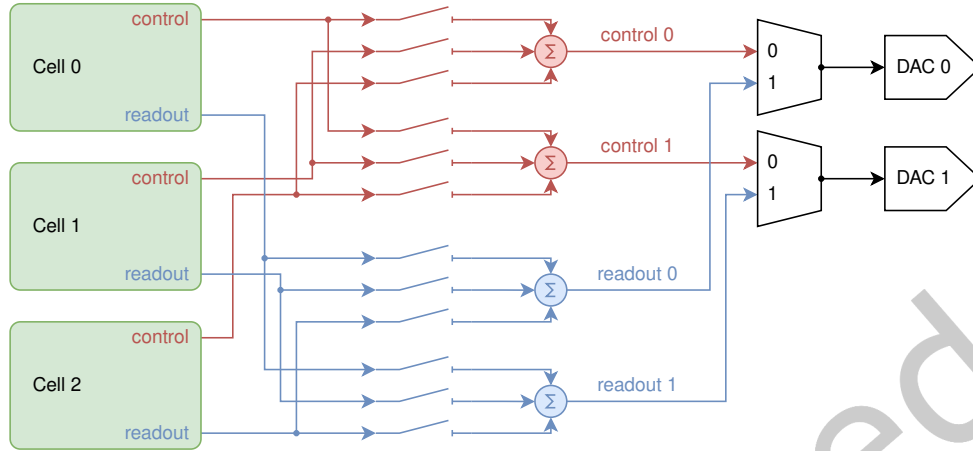 control
Cell 0
readout
control
Cell 1
readout
control
Cell 2
readout
Σ
control 0
Σ
control 1
Σ
readout 0
Σ
readout 1
0
1
DAC 0
0
1
DAC 1
ed